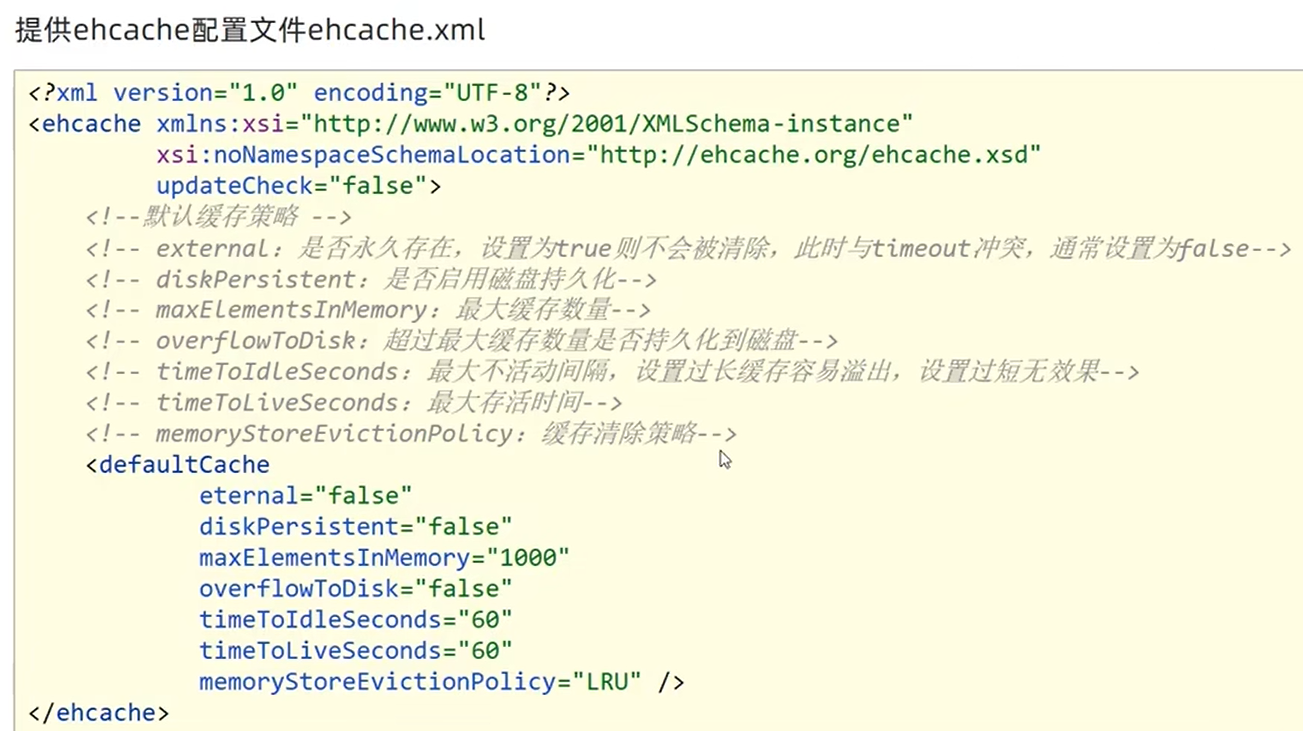 提供ehcache配置文件ehcache.xml
<?xml version="1.0" encoding="UTF-8"?>
<ehcache xmlns:xsi="http://www.w3.org/2001/XMLSchema-instance"
xsi:noNamespaceSchemaLocation="http://ehcache.org/ehcache.xsd"
updateCheck="false">
<!--默认缓存策略 -->
<!-- external：是否永久存在，设置为true则不会被清除，此时与timeout冲突，通常设置为false-->
<!-- diskPersistent：是否启用磁盘持久化-->
<!-- maxElementsInMemory：最大缓存数量-->
<!-- overflowToDisk：超过最大缓存数量是否持久化到磁盘-->
<!-- timeToIdleSeconds：最大不活动间隔，设置过长缓存容易溢出，设置过短无效果-->
<!-- timeToLiveSeconds：最大存活时间-->
<!-- memoryStoreEvictionPolicy：缓存清除策略-->
<defaultCache
eternal="false"
diskPersistent="false"
maxElementsInMemory="1000"
overflowToDisk="false"
timeToIdleSeconds="60"
timeToLiveSeconds="60"
memoryStoreEvictionPolicy="LRU" />
</ehcache>